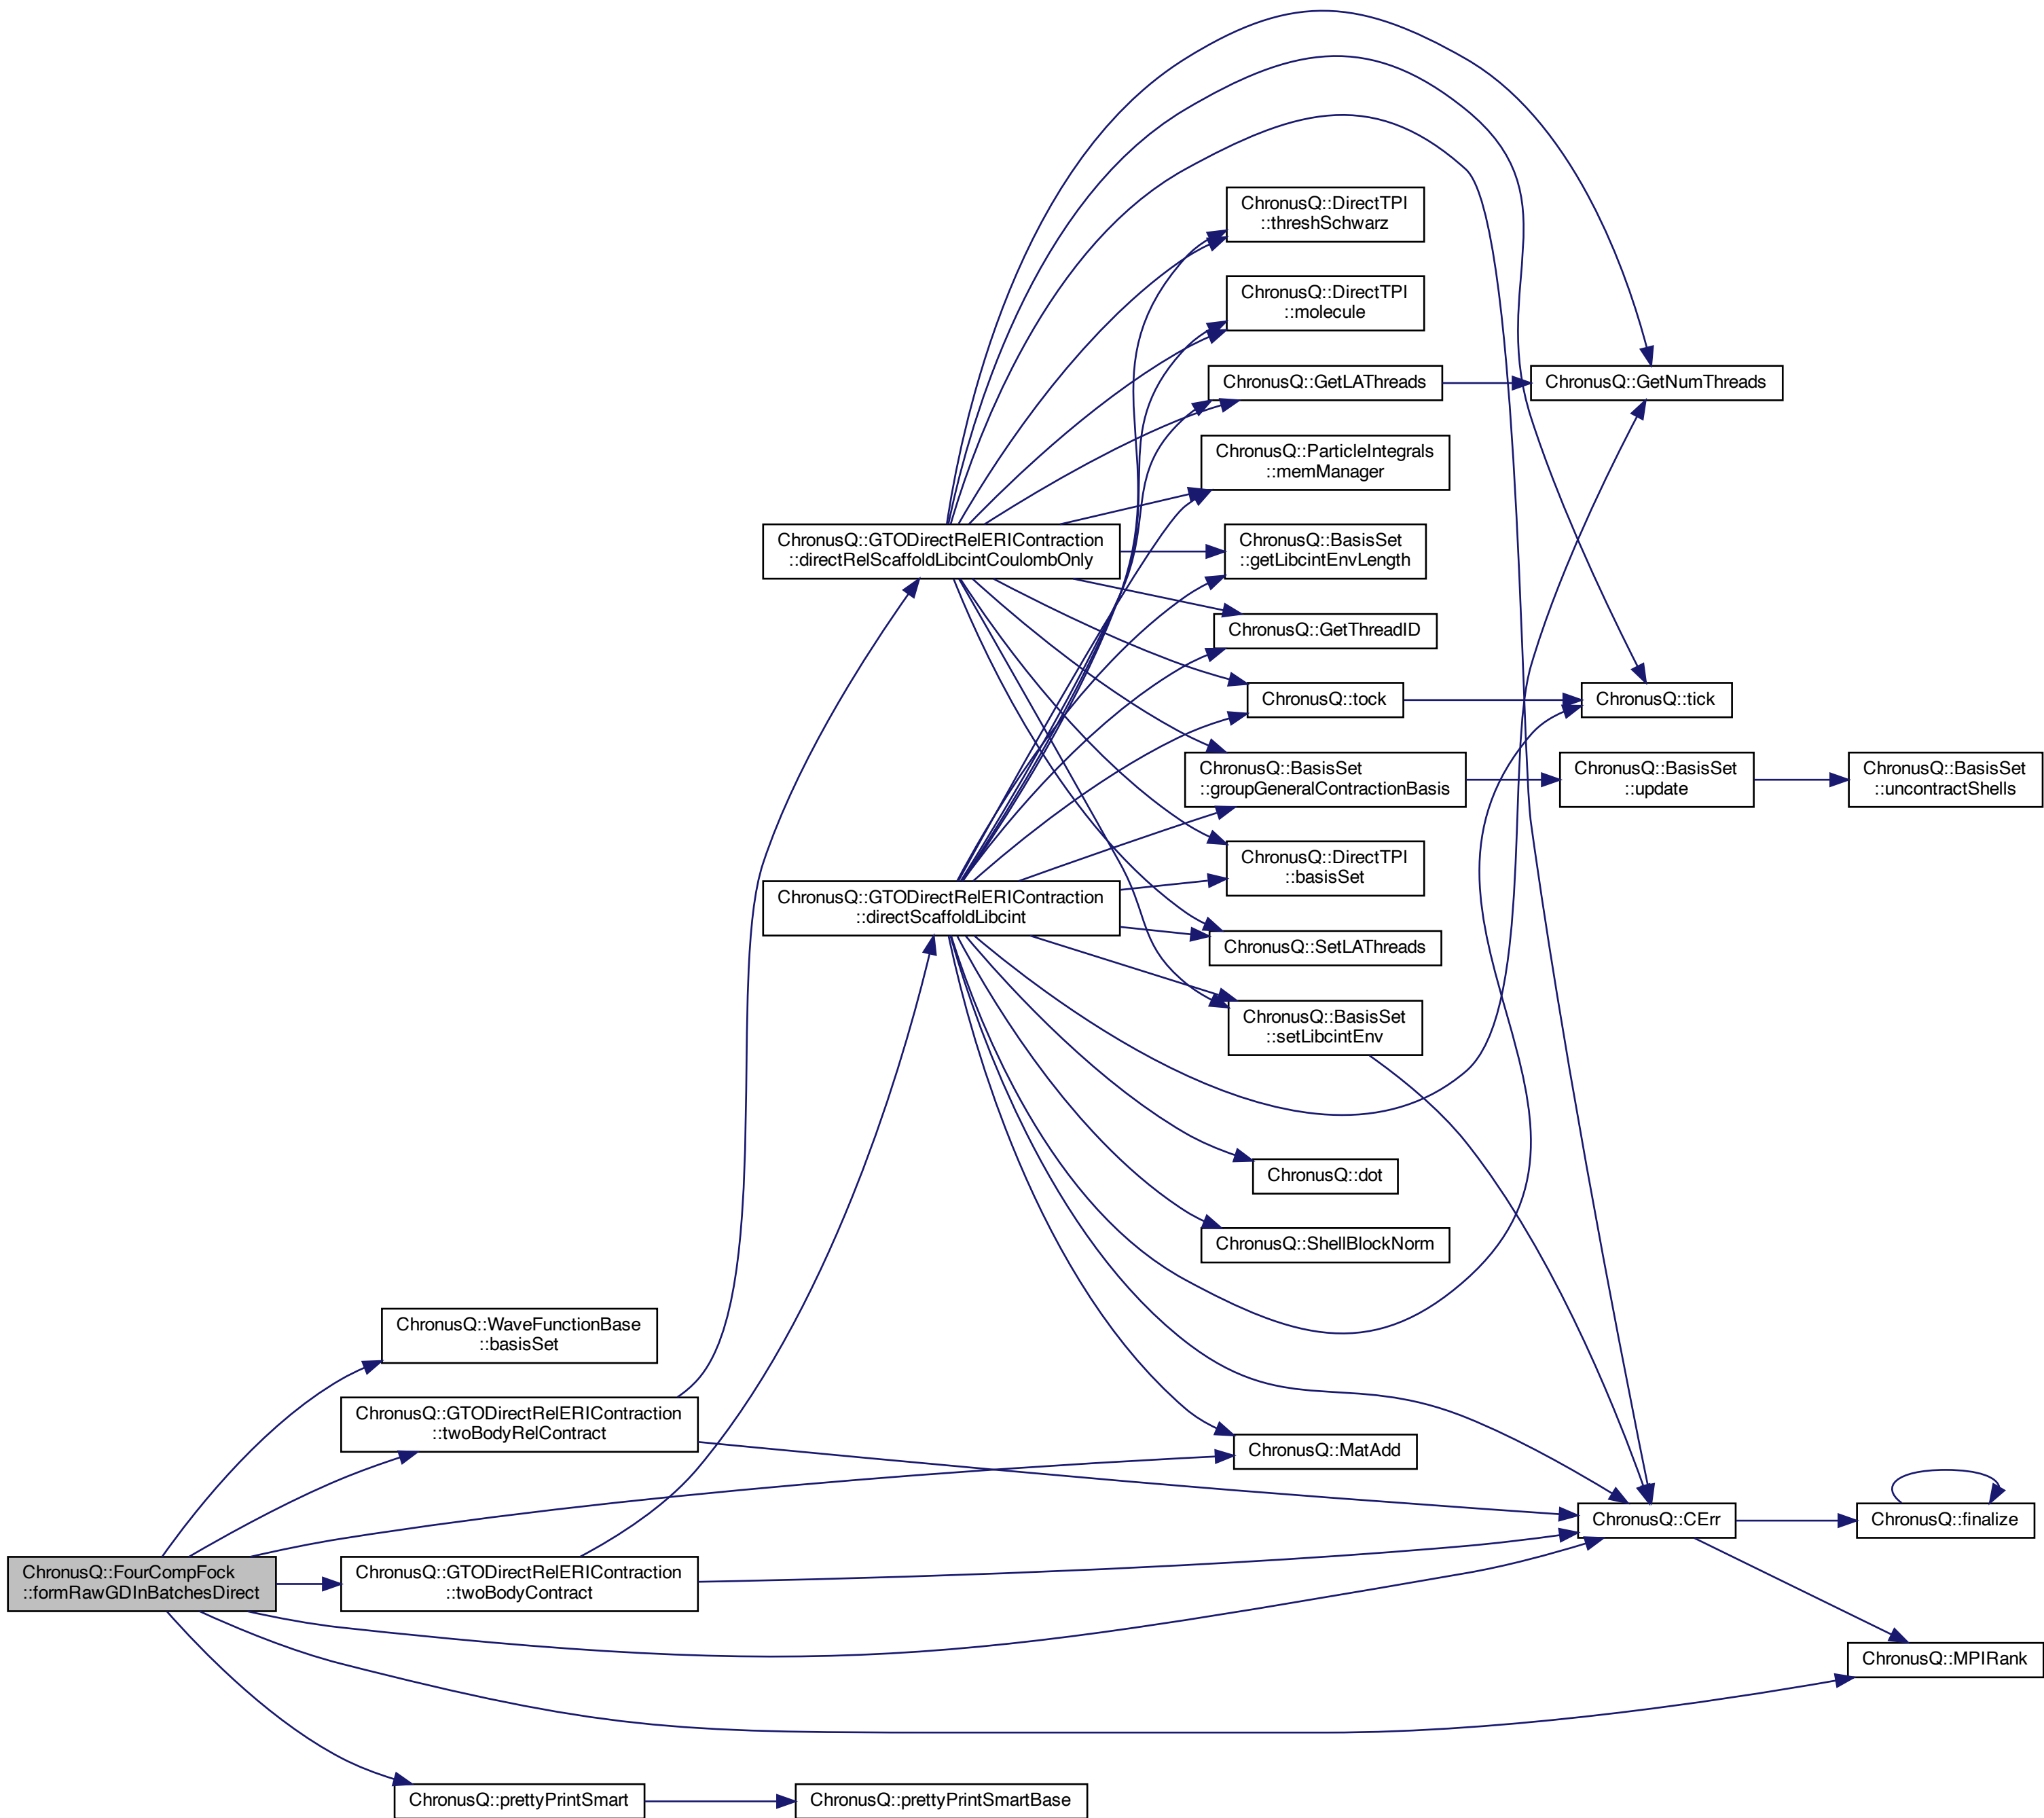 ChronusQ::DirectTPI
::threshSchwarz
ChronusQ::DirectTPI
::molecule
ChronusQ::GetLAThreads
ChronusQ::GetNumThreads
ChronusQ::ParticleIntegrals
::memManager
ChronusQ::GTODirectRelERIContraction
::directRelScaffoldLibcintCoulombOnly
ChronusQ::BasisSet
::getLibcintEnvLength
ChronusQ::GetThreadID
ChronusQ::tock
ChronusQ::tick
ChronusQ::BasisSet
::groupGeneralContractionBasis
ChronusQ::BasisSet
::update
ChronusQ::BasisSet
::uncontractShells
ChronusQ::DirectTPI
::basisSet
ChronusQ::GTODirectRelERIContraction
::directScaffoldLibcint
ChronusQ::SetLAThreads
ChronusQ::BasisSet
::setLibcintEnv
ChronusQ::dot
ChronusQ::ShellBlockNorm
ChronusQ::WaveFunctionBase
::basisSet
ChronusQ::GTODirectRelERIContraction
::twoBodyRelContract
ChronusQ::MatAdd
ChronusQ::CErr
ChronusQ::finalize
ChronusQ::FourCompFock
::formRawGDInBatchesDirect
ChronusQ::GTODirectRelERIContraction
::twoBodyContract
ChronusQ::MPIRank
ChronusQ::prettyPrintSmart
ChronusQ::prettyPrintSmartBase